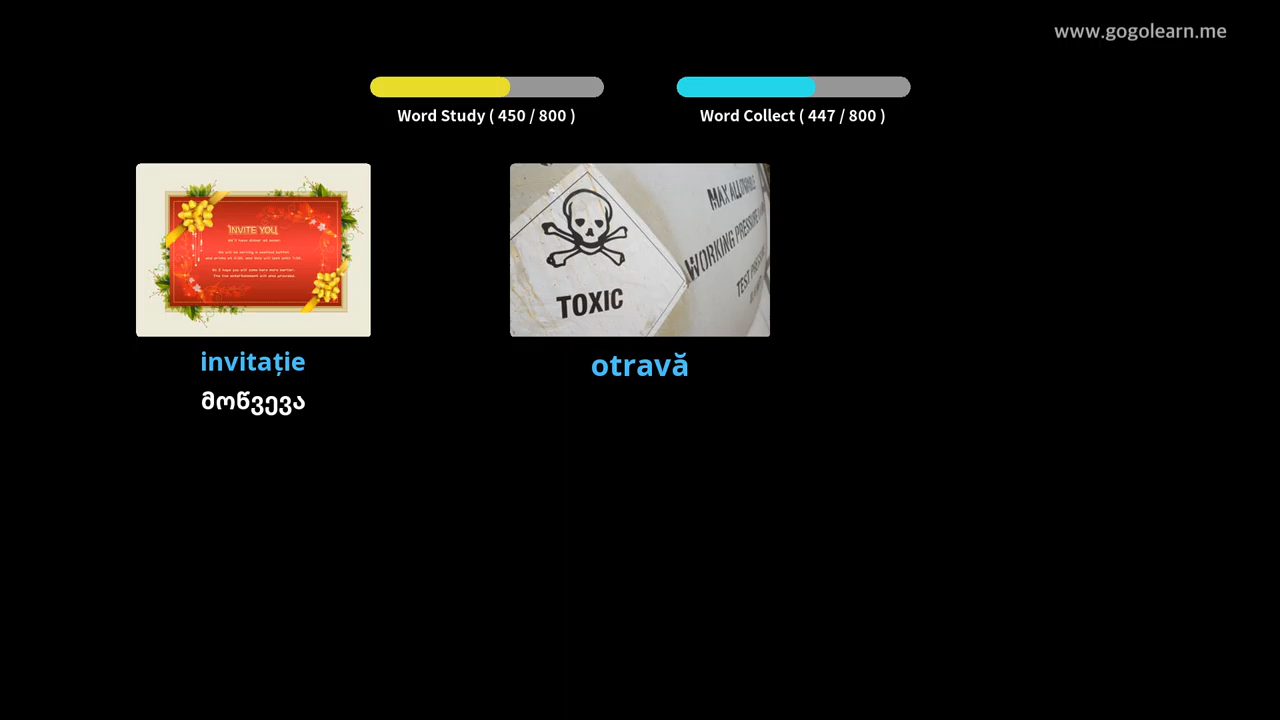 www.gogolearn.me
Word Study ( 450 / 800 )
Word Collect ( 447 / 800 )
INVITE YOU
TOXIC
MAX ALLOWABLE
WORKING PRESSURE
TEST
invitație
otravă
მოწვევა